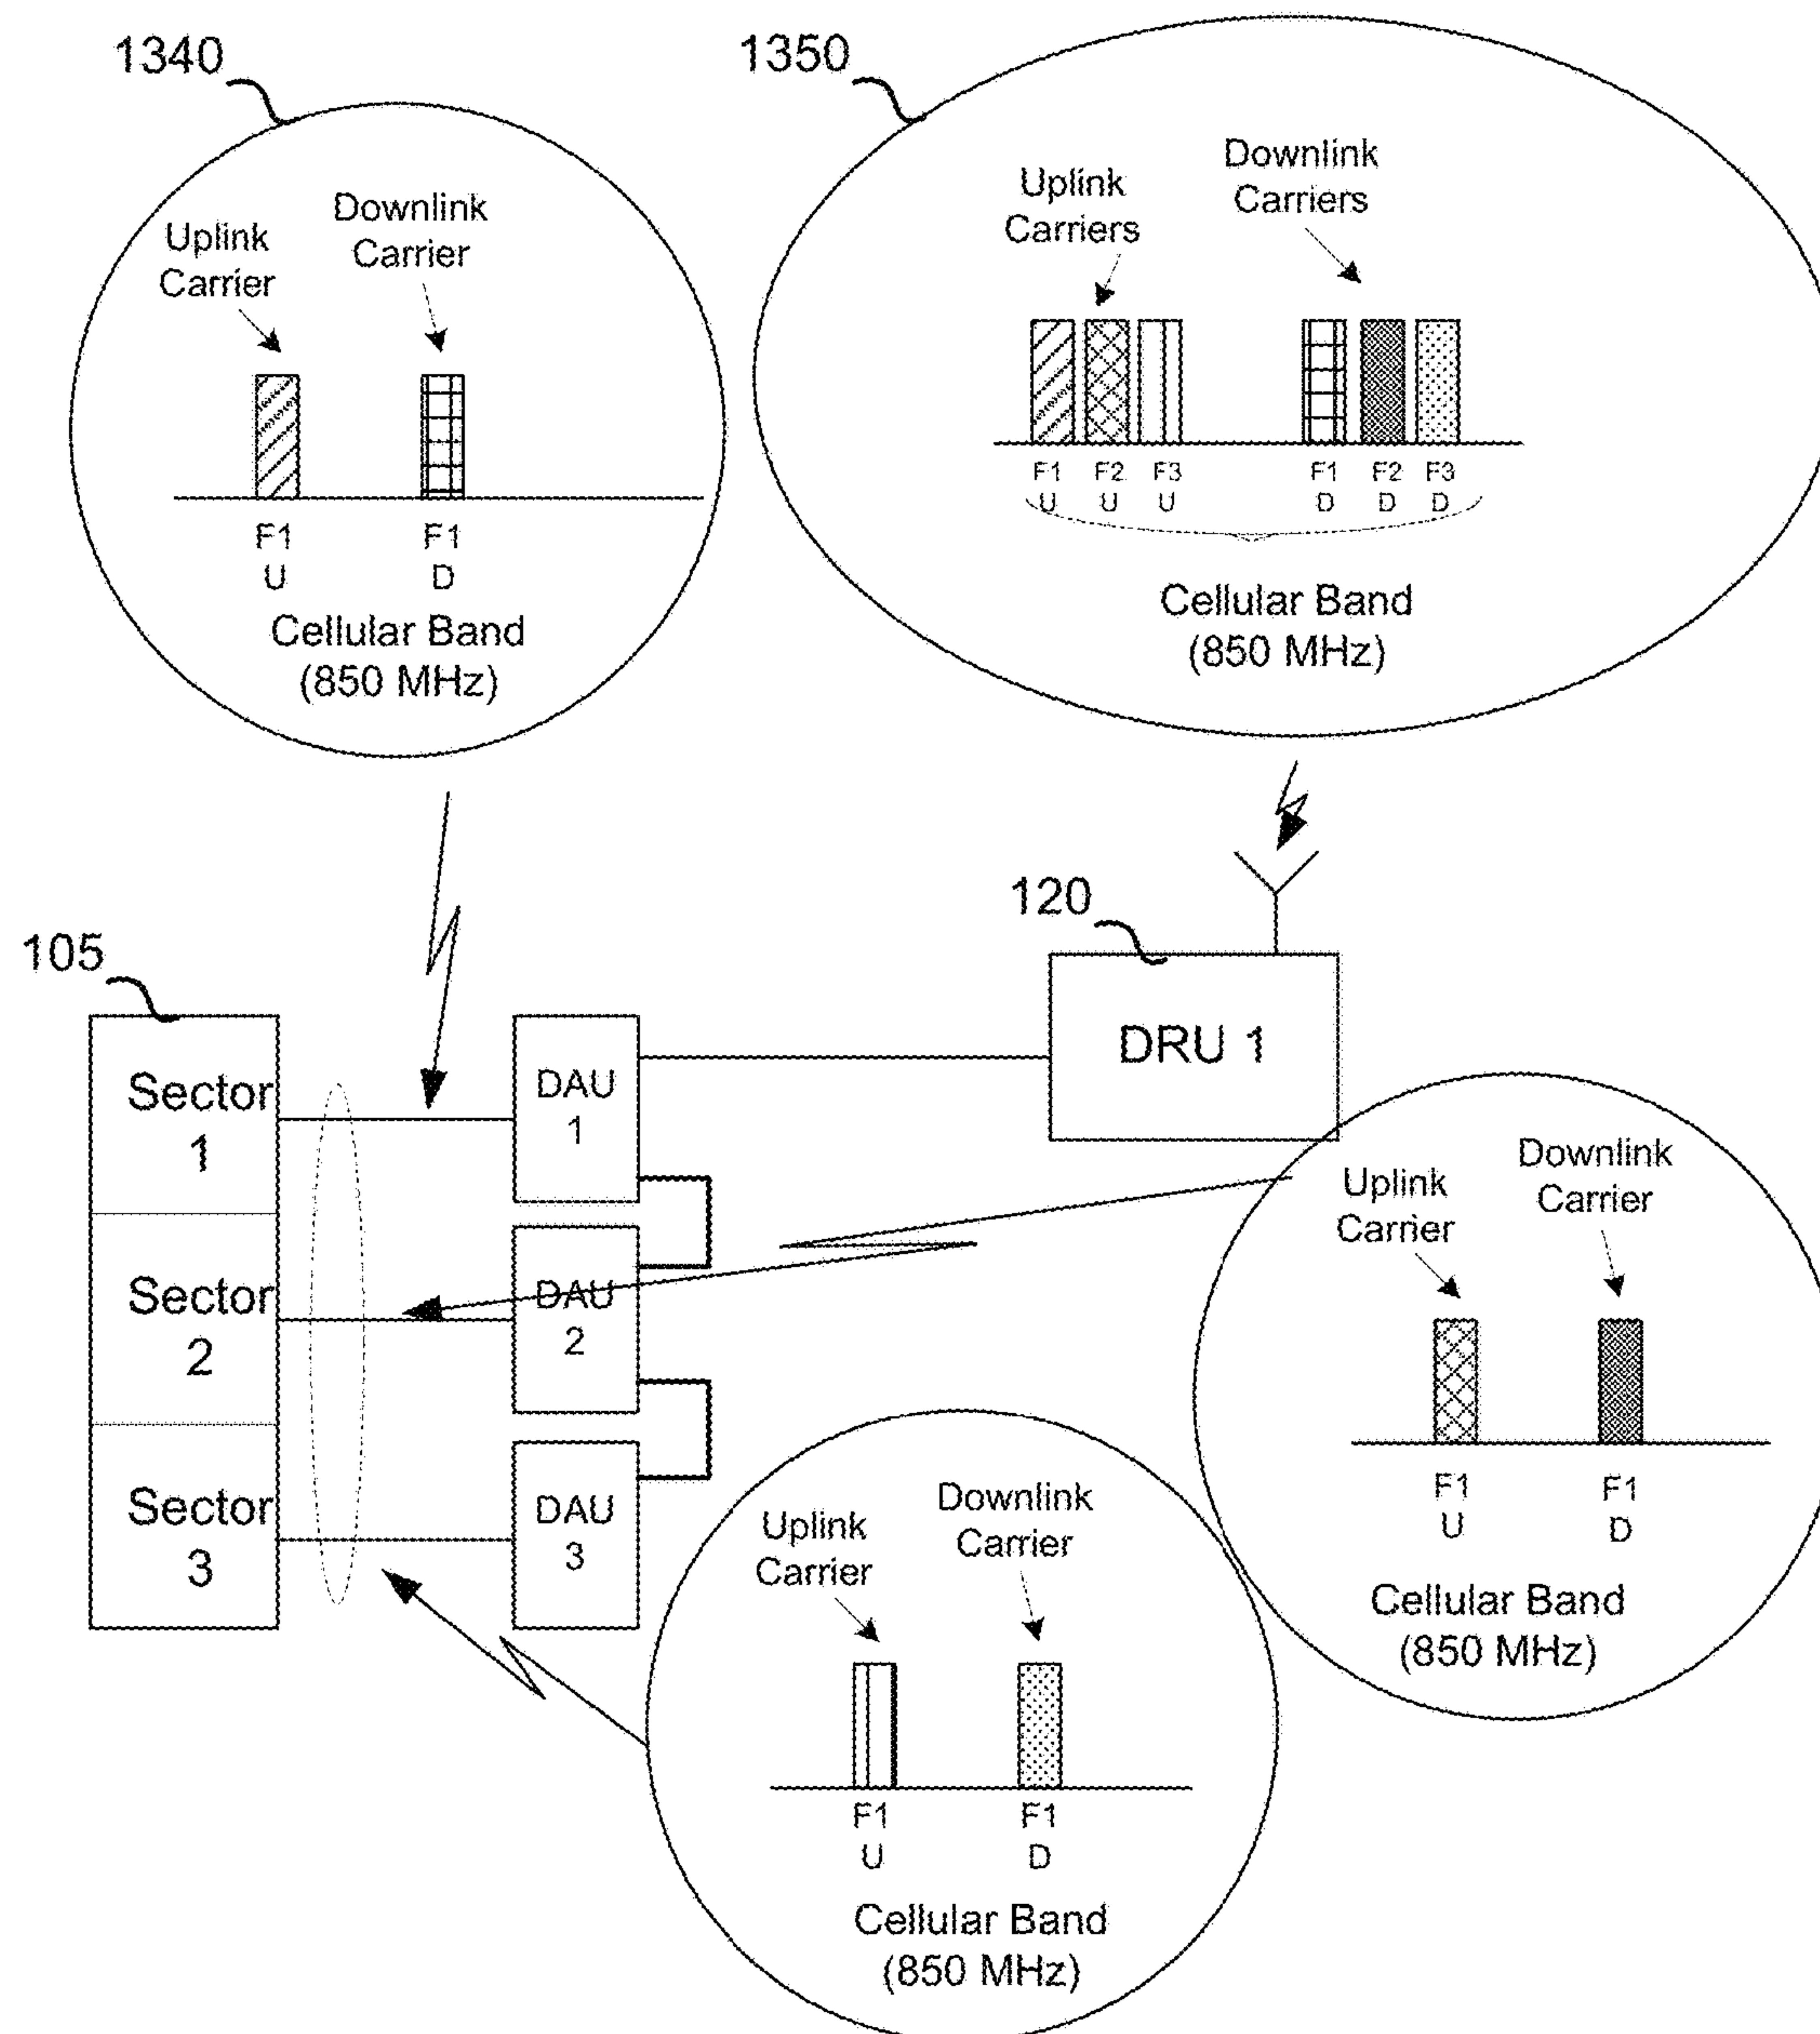 1340
Uplink
Carrier
Downlink
Carrier
F1
U
F1
D
Cellular Band
(850 MHz)
1350
Uplink
Carriers
Downlink
Carriers
F1
U
F2
U
F3
U
F1
D
F2
D
F3
D
Cellular Band
(850 MHz)
105
Sector
1
Sector
2
Sector
3
DAU
1
DAU
2
DAU
3
120
DRU 1
Uplink
Carrier
Downlink
Carrier
F1
U
F1
D
Cellular Band
(850 MHz)
Uplink
Carrier
Downlink
Carrier
F1
U
F1
D
Cellular Band
(850 MHz)